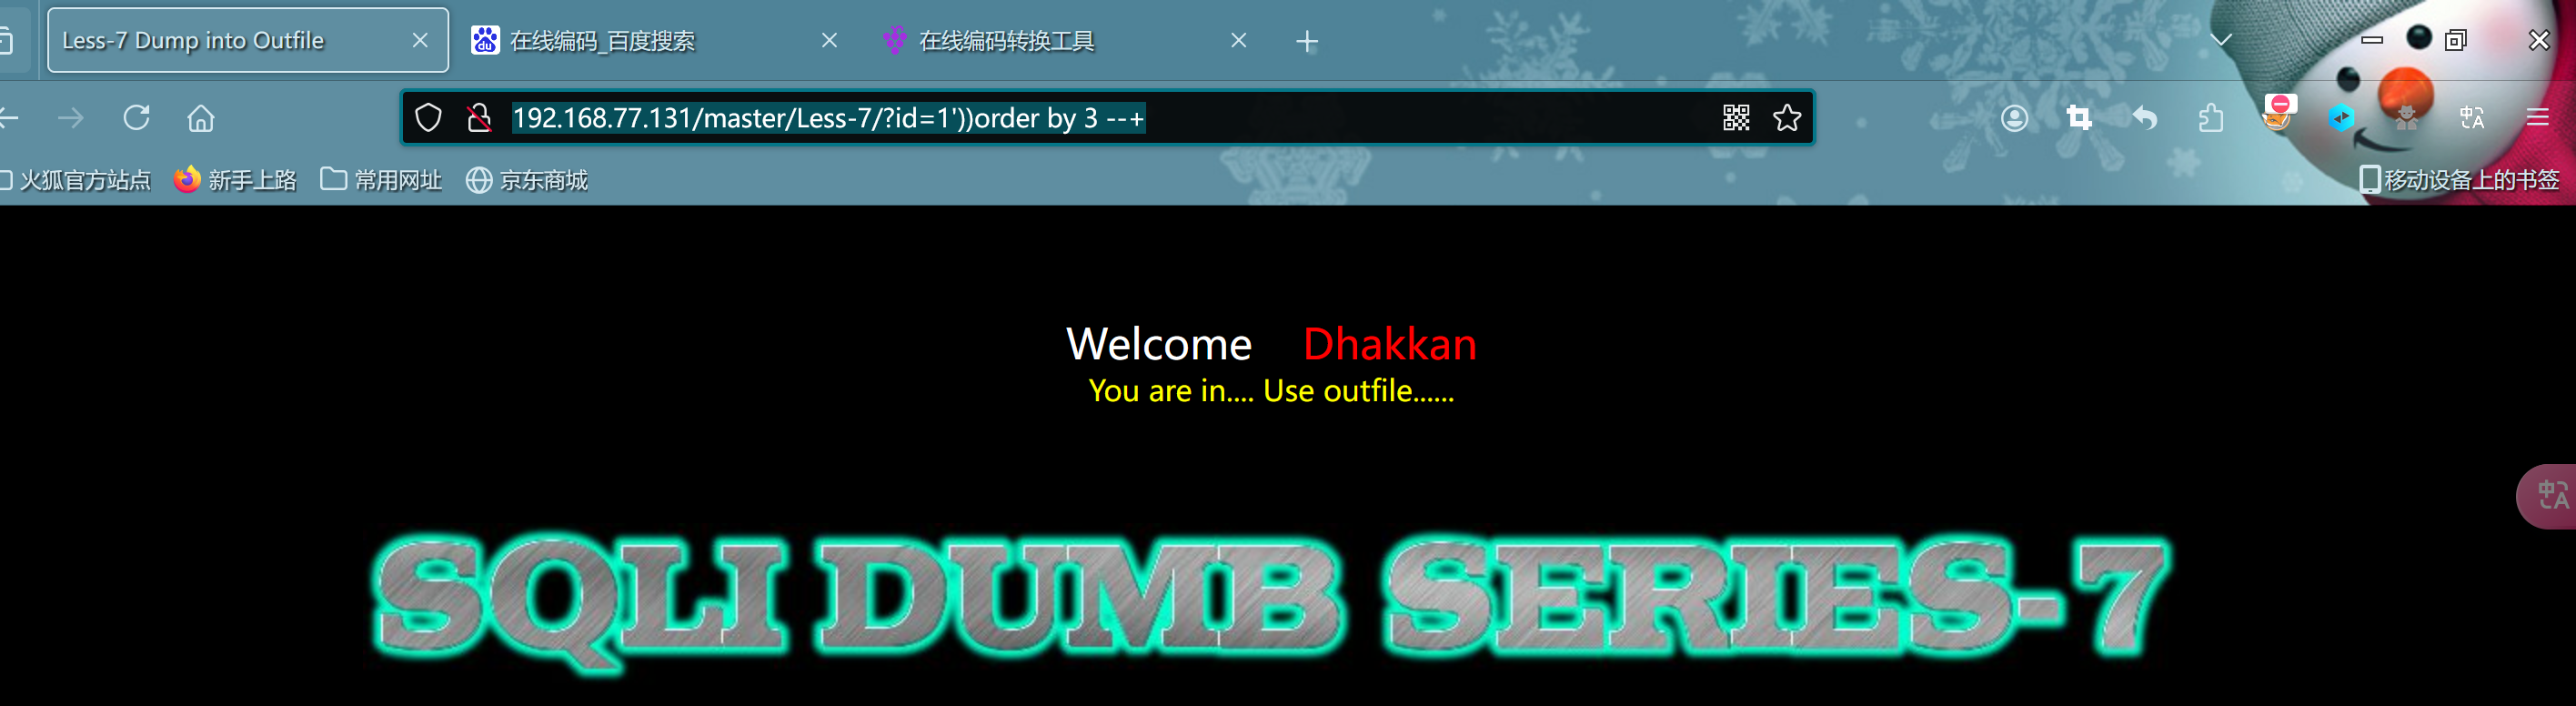 Less-7 Dump into Outfile
du 在线编码_百度搜索
在线编码转换工具
192.168.77.131/master/Less-7/?id=1'))order by 3 --+
火狐官方站点 新手上路 常用网址 京东商城 移动设备上的书签
Welcome Dhakkan
You are in.... Use outfile......
中A
SQLI DUMB SERIES-7